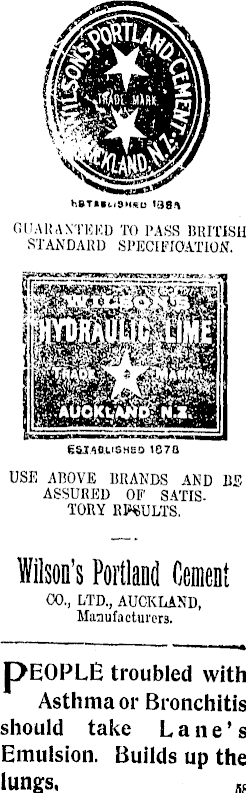 WILSON'S PORTLAND CEMENT
TRADE MARK
AUCKLAND, N.Z.
ESTABLISHED 188
GUARANTEED TO PASS BRITISH
STANDARD SPECIFICATION.
WILSON'S
HYDRAULIC LIME
TRADE MARK
AUCKLAND N.Z.
ESTABLISHED 1878
USE ABOVE BRANDS AND BE
ASSURED OF SATIS-
TORY RESULTS.
Wilson's Portland Cement
CO., LTD., AUCKLAND,
Manufacturers.
PEOPLE troubled with
Asthma or Bronchitis
should take Lane's
Emulsion. Builds up the
lungs.